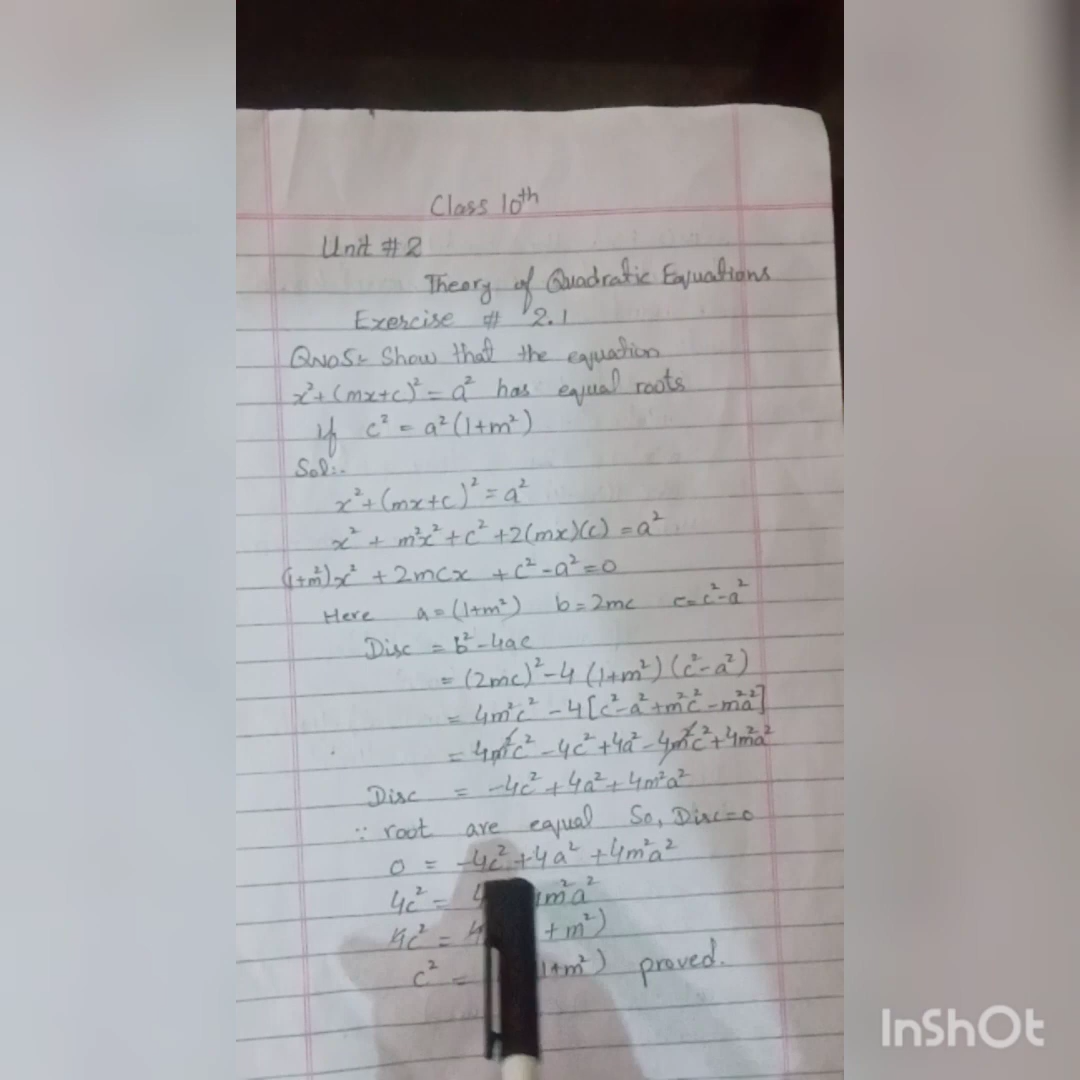 Class 10th
Unit # 2
Theory of Quadratic Equations
Exercise # 2.1
QNo5:- Show that the equation
x²+(mx+c)² = a² has equal roots
if c² = a²(1+m²)
Sol:-
x²+(mx+c)² = a²
x² + m²x² + c² + 2(mx)(c) = a²
(1+m²)x² + 2mcx + c²-a² = 0
Here a = (1+m²) b = 2mc c = c²-a²
Disc = b²-4ac
= (2mc)²-4(1+m²)(c²-a²)
= 4m²c² -4[c²-a²+m²c²-m²a²]
= 4m²c² -4c²+4a²-4m²c²+4m²a²
Disc = -4c²+4a²+4m²a²
∵ root are equal So, Disc=0
0 = -4c²+4a²+4m²a²
4c² = 4 m²a²
4c² = 4 +m²)
c² = 1+m²) proved.
InShOt